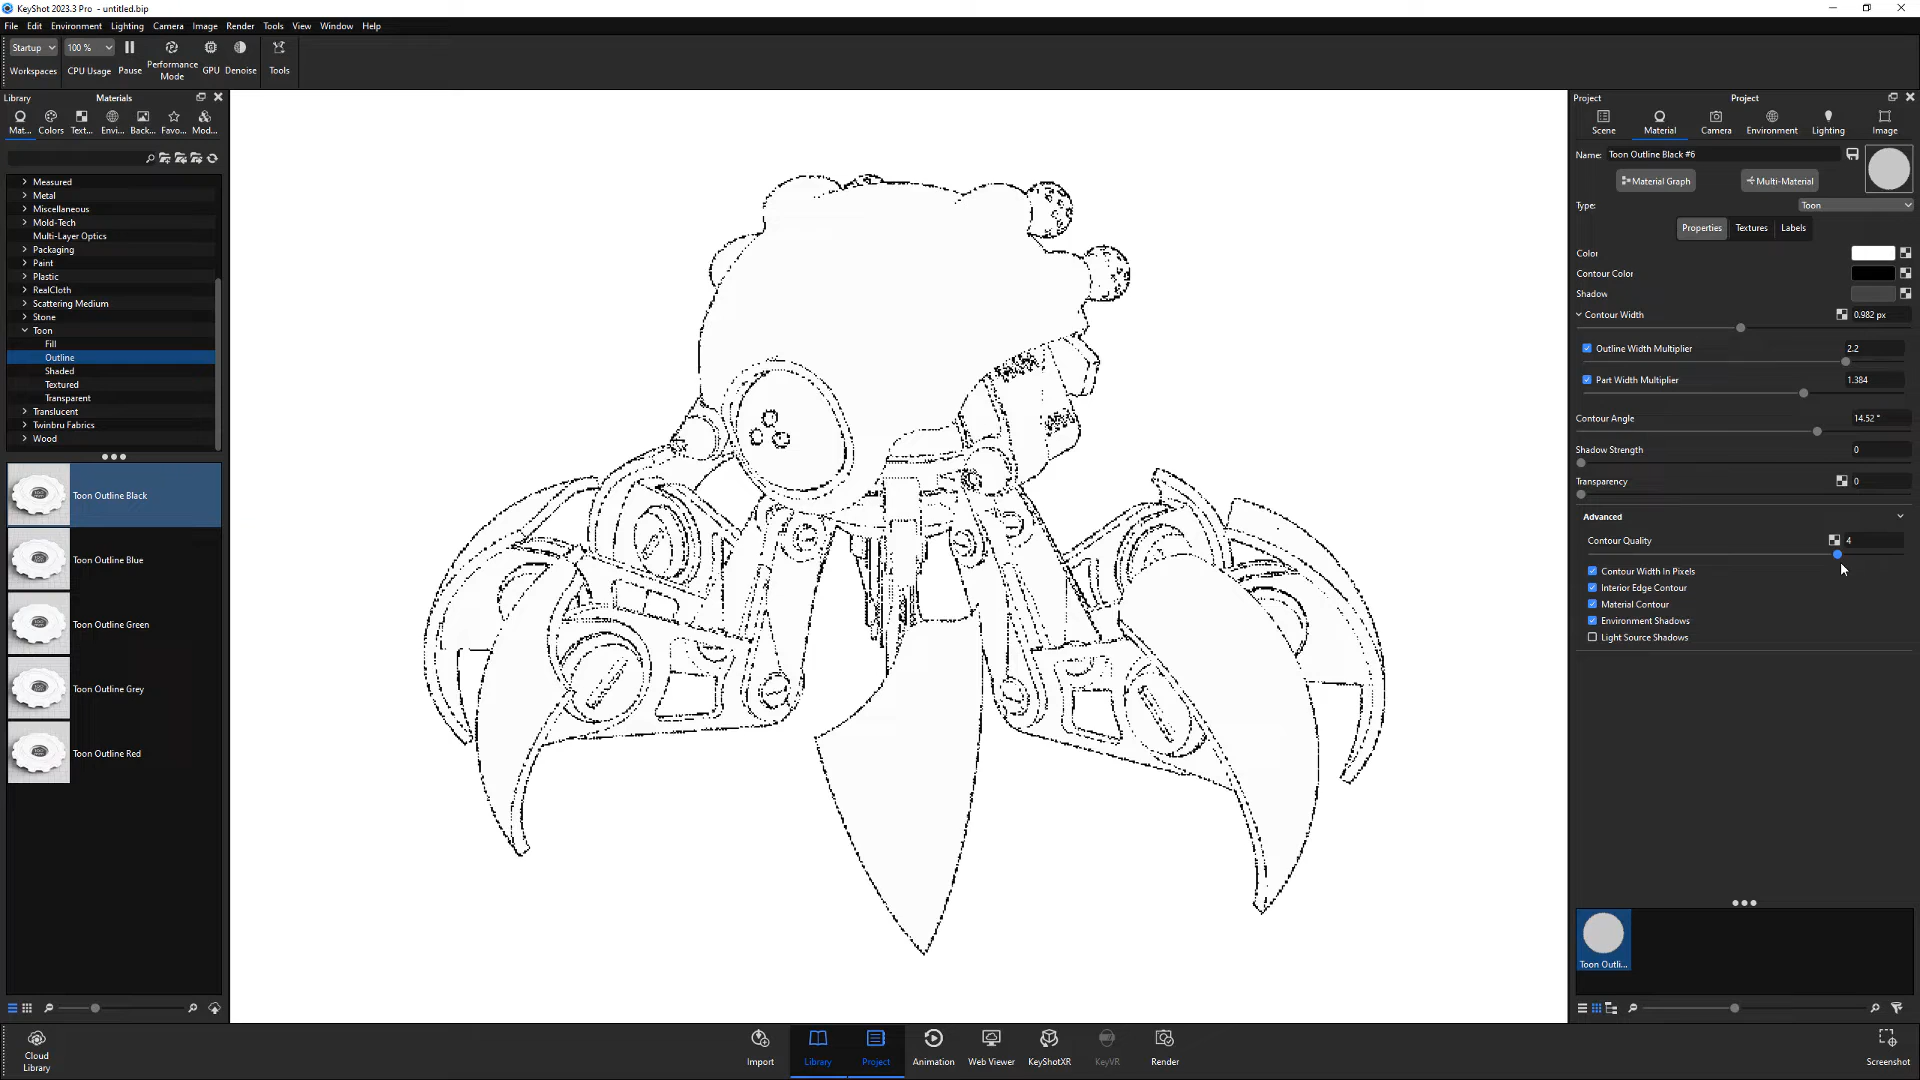 KeyShot 2023.3 Pro - untitled.bip
File Edit Environment Lighting Camera Image Render Tools View Window Help
Startup 100 %
Workspaces CPU Usage Pause Performance Mode GPU Denoise Tools
Library Materials
Mat... Colors Text... Envi... Back... Favo... Mod...
Measured
Metal
Miscellaneous
Mold-Tech
Multi-Layer Optics
Packaging
Paint
Plastic
RealCloth
Scattering Medium
Stone
Toon
Fill
Outline
Shaded
Textured
Transparent
Translucent
Twinbru Fabrics
Wood
Toon Outline Black
Toon Outline Blue
Toon Outline Green
Toon Outline Grey
Toon Outline Red
Project Project
Scene Material Camera Environment Lighting Image
Name: Toon Outline Black #6
Material Graph Multi-Material
Type: Toon
Properties Textures Labels
Color
Contour Color
Shadow
Contour Width 0.982 px
Outline Width Multiplier 2.2
Part Width Multiplier 1.384
Contour Angle 14.52 °
Shadow Strength 0
Transparency 0
Advanced
Contour Quality 4
Contour Width In Pixels
Interior Edge Contour
Material Contour
Environment Shadows
Light Source Shadows
Toon Outli...
Cloud Library
Import Library Project Animation Web Viewer KeyShotXR KeyVR Render
Screenshot